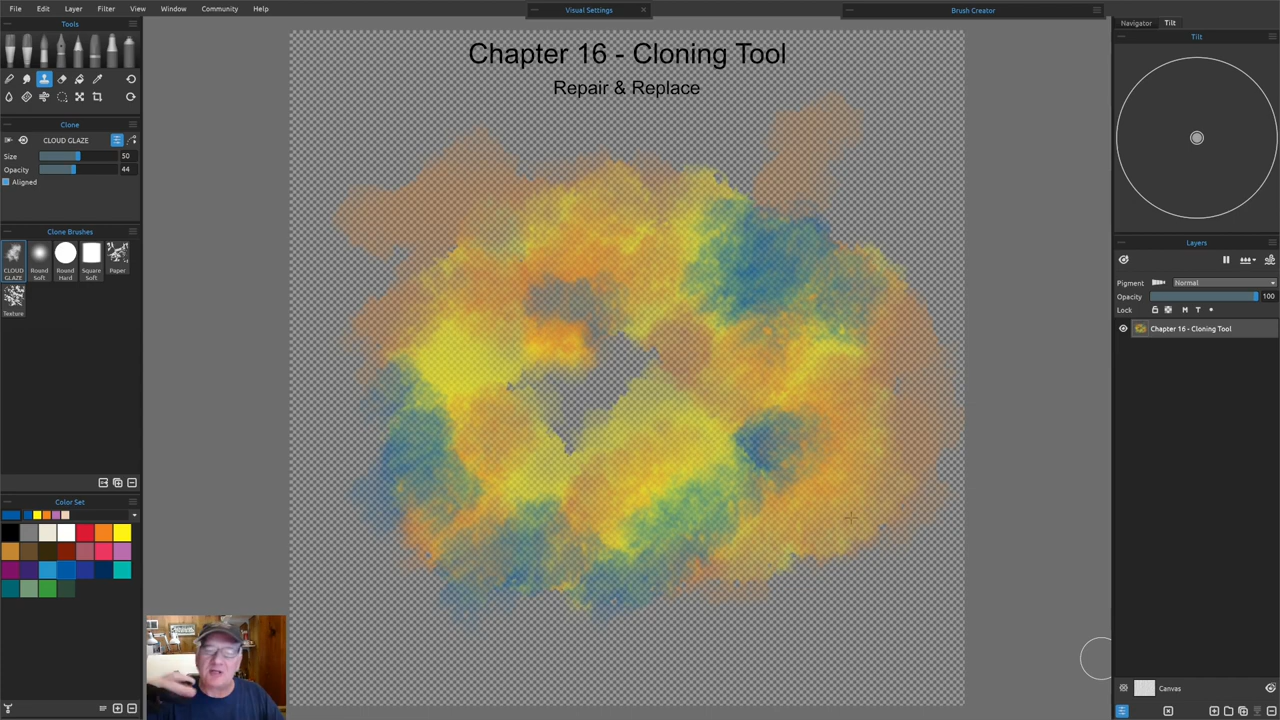 File Edit Layer Filter View Window Community Help
Visual Settings
Brush Creator
Tools
Clone
CLOUD GLAZE
Size 50
Opacity 44
Aligned
Clone Brushes
CLOUD GLAZE
Round Soft
Round Hard
Square Soft
Paper
Texture
Color Set
Chapter 16 - Cloning Tool
Repair & Replace
Navigator Tilt
Tilt
Layers
Pigment Normal
Opacity 100
Lock M T
Chapter 16 - Cloning Tool
Canvas